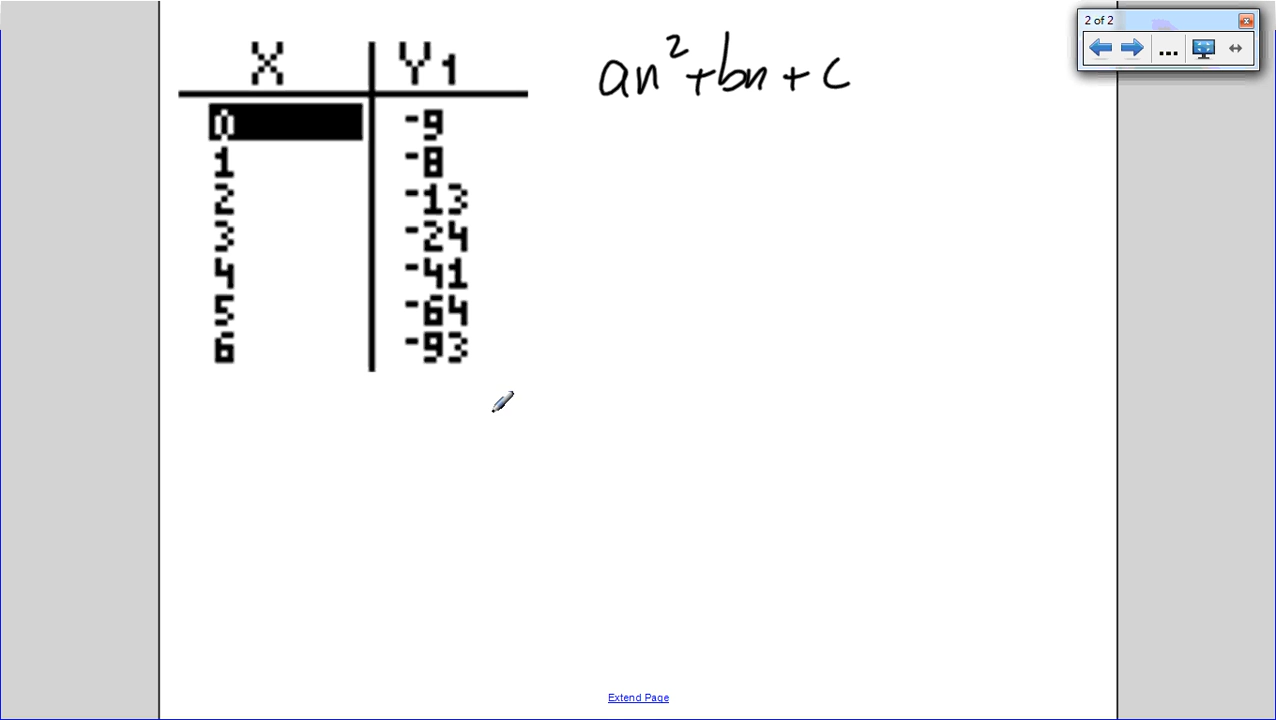 2 of 2
X Y1
an²+bn+c
0 -9
1 -8
2 -13
3 -24
4 -41
5 -64
6 -93
Extend Page